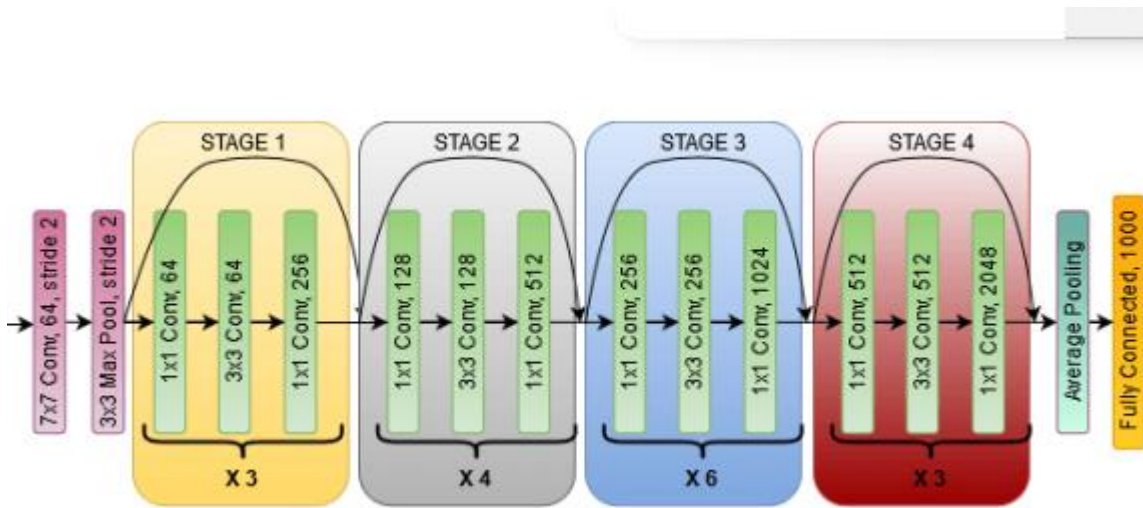 STAGE 1
STAGE 2
STAGE 3
STAGE 4
7x7 Conv, 64, stride 2
3x3 Max Pool, stride 2
1x1 Conv, 64
3x3 Conv, 64
1x1 Conv, 256
1x1 Conv, 128
3x3 Conv, 128
1x1 Conv, 512
1x1 Conv, 256
3x3 Conv, 256
1x1 Conv, 1024
1x1 Conv, 512
3x3 Conv, 512
1x1 Conv, 2048
Average Pooling
Fully Connected, 1000
X 3
X 4
X 6
X 3